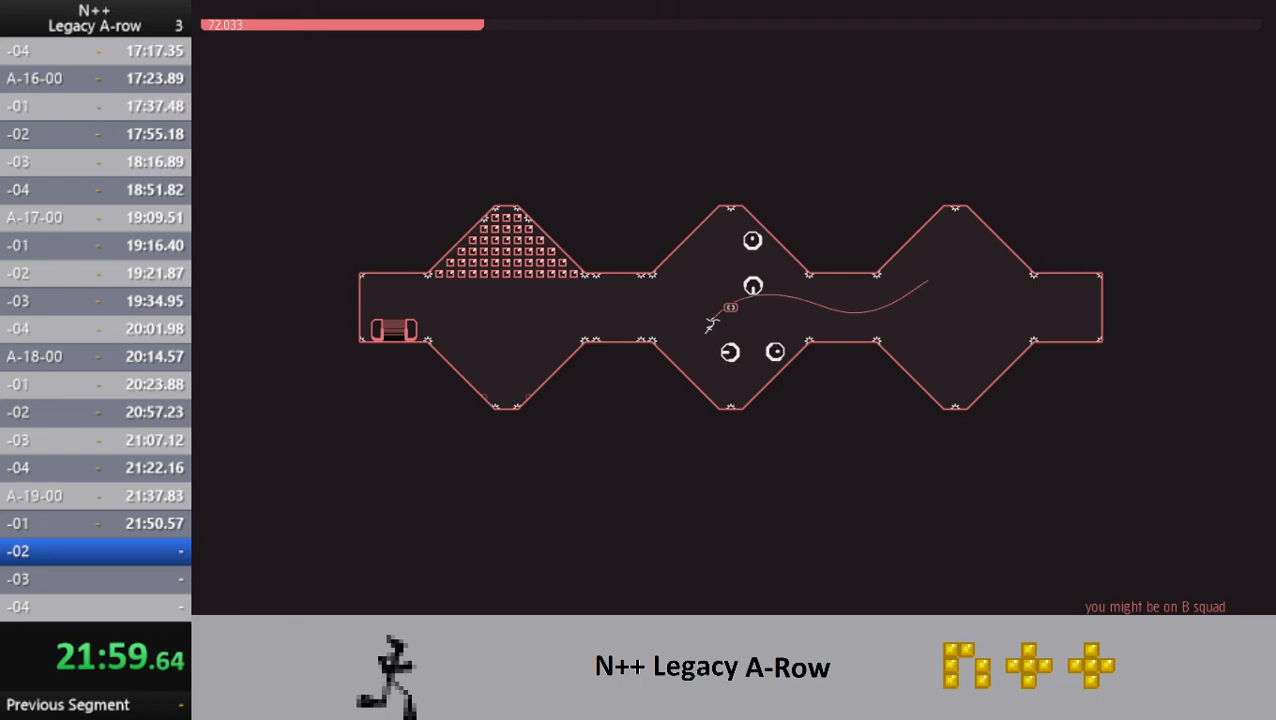 N++
Legacy A-row 3
-04 - 17:17.35
A-16-00 - 17:23.89
-01 - 17:37.48
-02 - 17:55.18
-03 - 18:16.89
-04 - 18:51.82
A-17-00 - 19:09.51
-01 - 19:16.40
-02 - 19:21.87
-03 - 19:34.95
-04 - 20:01.98
A-18-00 - 20:14.57
-01 - 20:23.88
-02 - 20:57.23
-03 - 21:07.12
-04 - 21:22.16
A-19-00 - 21:37.83
-01 - 21:50.57
-02 -
-03 -
-04 -
21:59.64
Previous Segment -
72.033
you might be on B squad
N++ Legacy A-Row
n++